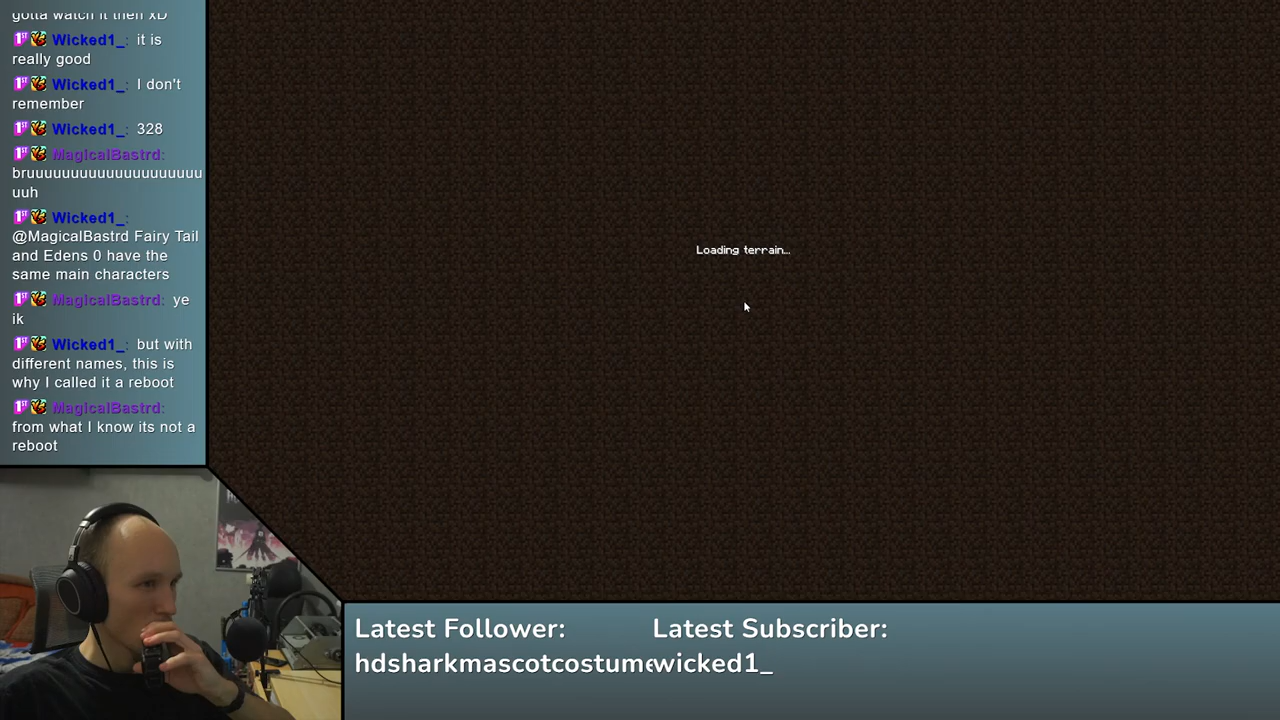 gotta watch it then xD
Wicked1_: it is
really good
Wicked1_: I don't
remember
Wicked1_: 328
MagicalBastrd:
bruuuuuuuuuuuuuuuuuuu
uuh
Wicked1_:
@MagicalBastrd Fairy Tail
and Edens 0 have the
same main characters
MagicalBastrd: ye
ik
Wicked1_: but with
different names, this is
why I called it a reboot
MagicalBastrd:
from what I know its not a
reboot
Loading terrain...
Latest Follower:
hdsharkmascotcostume
Latest Subscriber:
wicked1_